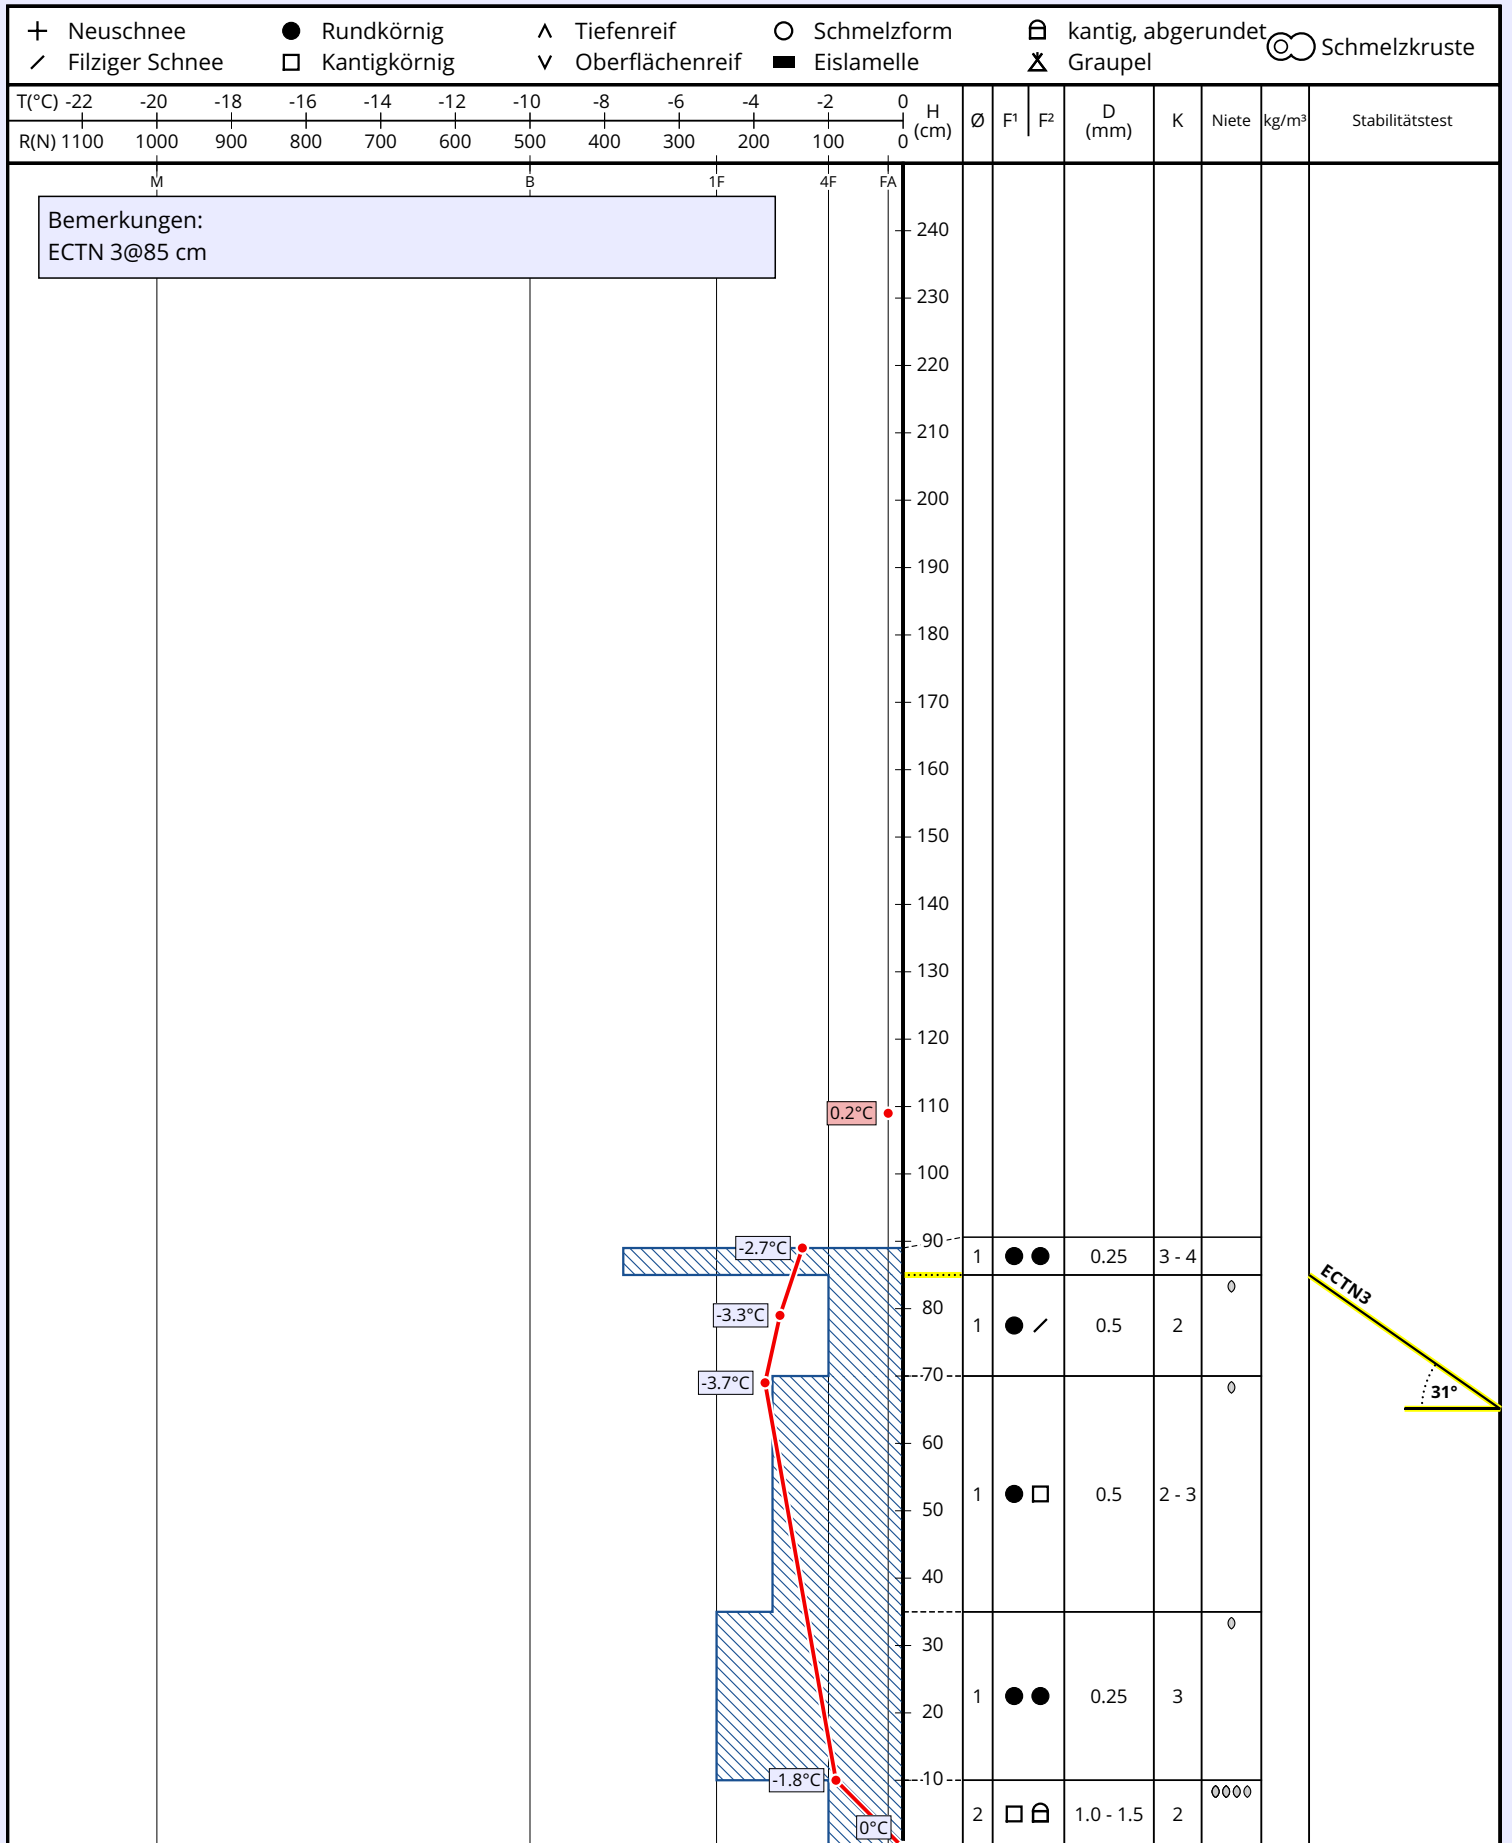 Neuschnee Rundkörnig Tiefenreif Schmelzform kantig, abgerundet Schmelzkruste
Filziger Schnee Kantigkörnig Oberflächenreif Eislamelle Graupel
T(°C) -22 -20 -18 -16 -14 -12 -10 -8 -6 -4 -2 0
R(N) 1100 1000 900 800 700 600 500 400 300 200 100 0
H (cm) Ø F¹ F² D (mm) K Niete kg/m³ Stabilitätstest
M B 1F 4F FA
Bemerkungen:
ECTN 3@85 cm
240
230
220
210
200
190
180
170
160
150
140
130
120
0.2°C 110
100
-2.7°C 90 1 0.25 3 - 4
-3.3°C 80 1 0.5 2
ECTN3
-3.7°C 70
31°
60
50 1 0.5 2 - 3
40
30
20 1 0.25 3
-1.8°C 10
0°C 2 1.0 - 1.5 2